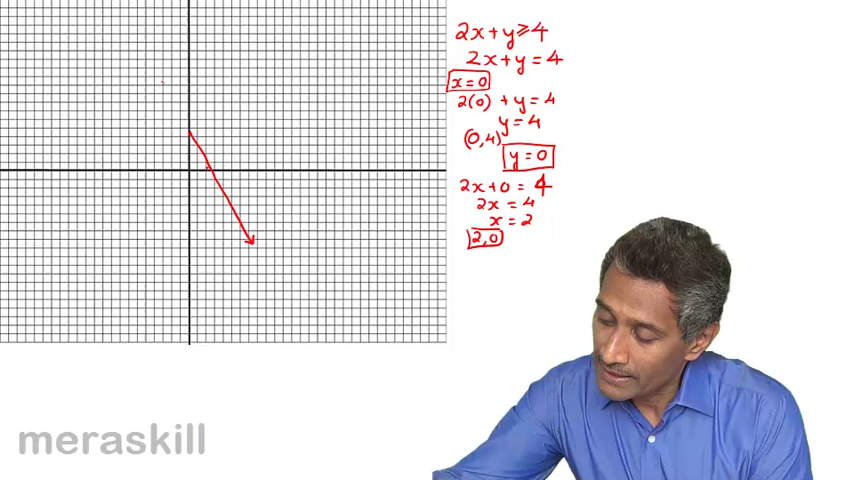 2x + y ≥ 4
2x + y = 4
x = 0
2(0) + y = 4
y = 4
(0,4)
y = 0
2x + 0 = 4
2x = 4
x = 2
2,0
meraskill